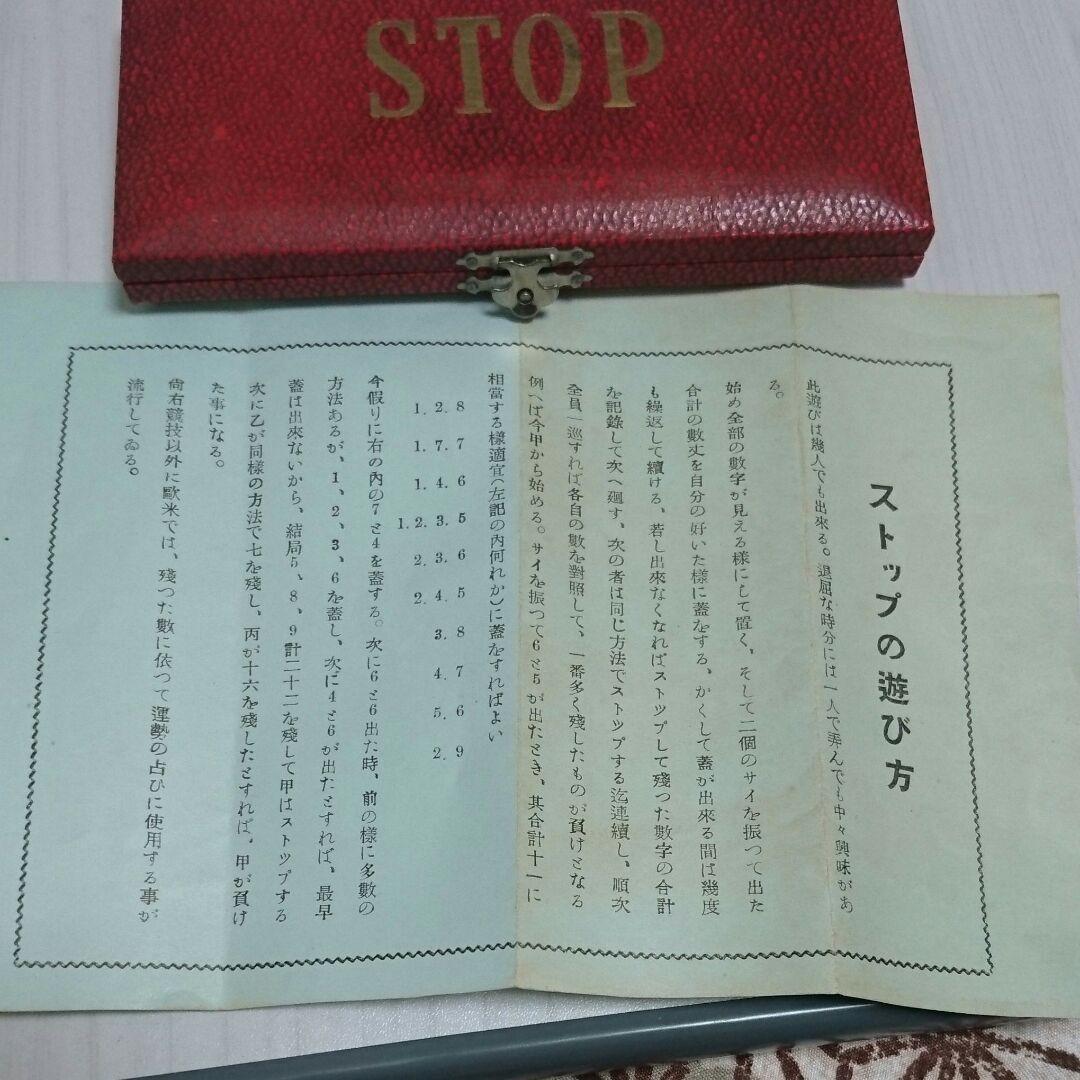 STOP
ストップの遊び方
此遊びは幾人でも出來る。退屈な時分には一人で弄んでも中々興味があ
る。
始め全部の數字が見える樣にして置く、そして二個のサイを振つて出た
合計の數丈を自分の好いた樣に蓋をする、かくして蓋が出來る間ば幾度
も繰返して續ける、若し出來なくなればストツプして殘つた數字の合計
を記錄して次へ廻す、次の者は同じ方法でストツプする迄連續し、順次
全員一巡すれば各自の數を對照して、一番多く殘したものが負けとなる
例へば今甲から始める。サイを振つて6と5が出たとき、其合計十一に
相當する樣適宜(左記の內何れか)に蓋をすればよい
1. 2. 8
1. 7. 7
1. 4. 6
1. 2. 3. 5
2. 3. 6
2. 4. 5
3. 8
4. 7
5. 6
2. 9
今假りに右の內の7と4を蓋する。次に6と6出た時、前の樣に多數の
方法あるが、1、2、3、6を蓋し、次に4と6が出たとすれば、最早
蓋は出來ないから、結局5、8、9計二十二を殘して甲はストツプする
次に乙が同樣の方法で七を殘し、丙が十六を殘したとすれば、甲が負け
た事になる。
尙右競技以外に歐米では、殘つた數に依つて運勢の占ひに使用する事が
流行してゐる。